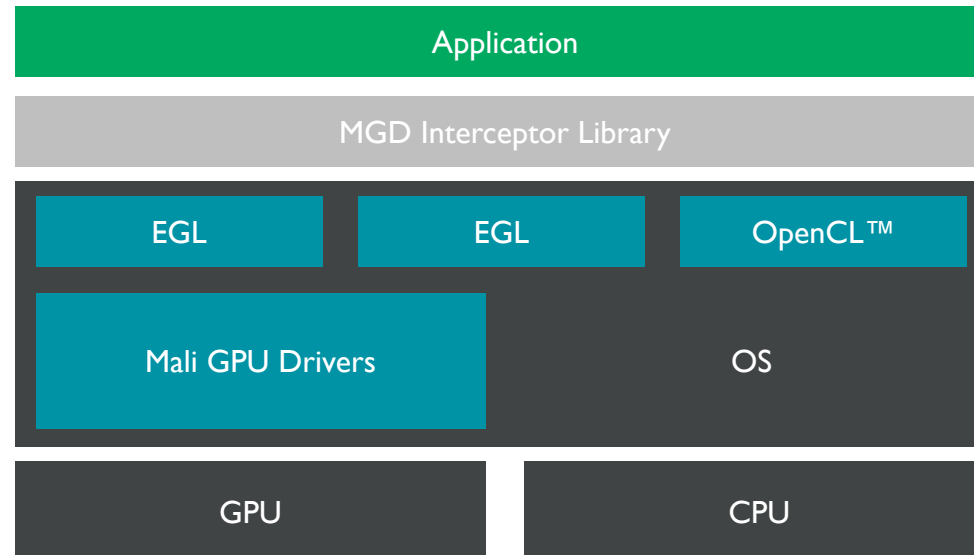 Application
MGD Interceptor Library
EGL
EGL
OpenCL™
Mali GPU Drivers
OS
GPU
CPU